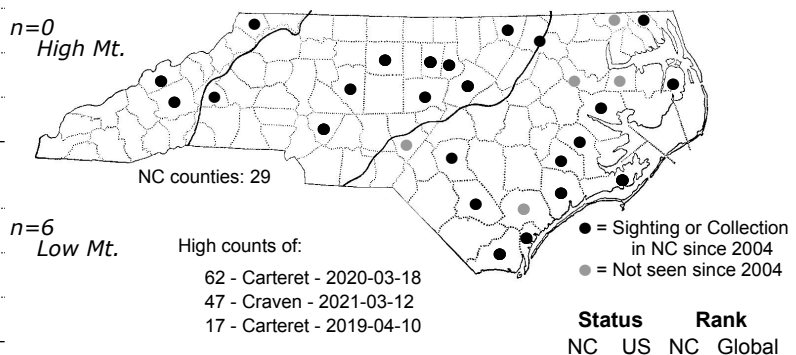 n=0
High Mt.
NC counties: 29
n=6
Low Mt.
High counts of:
62 - Carteret - 2020-03-18
47 - Craven - 2021-03-12
17 - Carteret - 2019-04-10
● = Sighting or Collection
in NC since 2004
● = Not seen since 2004
Status Rank
NC US NC Global